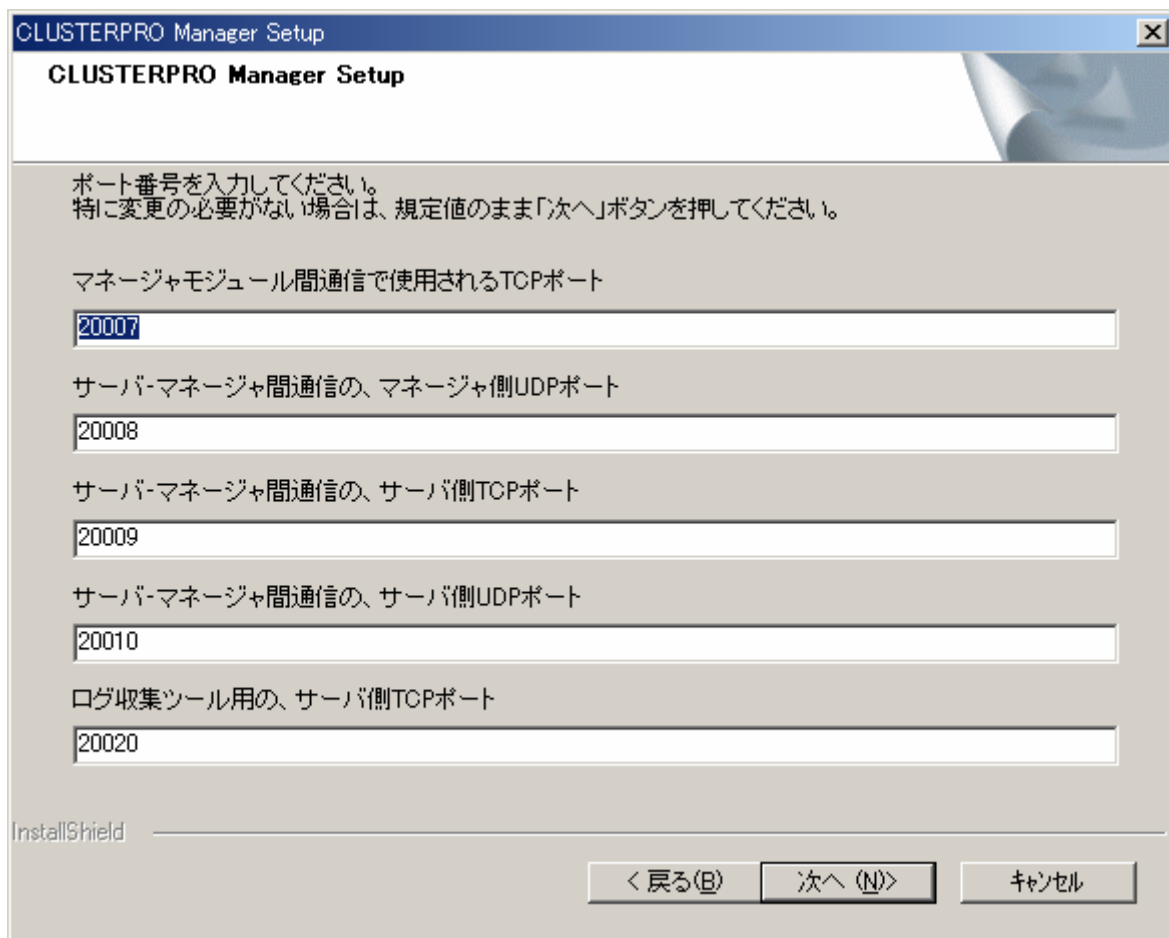 CLUSTERPRO Manager Setup
CLUSTERPRO Manager Setup
ポート番号を入力してください。
特に変更の必要がない場合は、規定値のまま「次へ」ボタンを押してください。
マネージャモジュール間通信で使用されるTCPポート
20007
サーバ-マネージャ間通信の、マネージャ側UDPポート
20008
サーバ-マネージャ間通信の、サーバ側TCPポート
20009
サーバ-マネージャ間通信の、サーバ側UDPポート
20010
ログ収集ツール用の、サーバ側TCPポート
20020
InstallShield
< 戻る(B) 次へ (N)> キャンセル